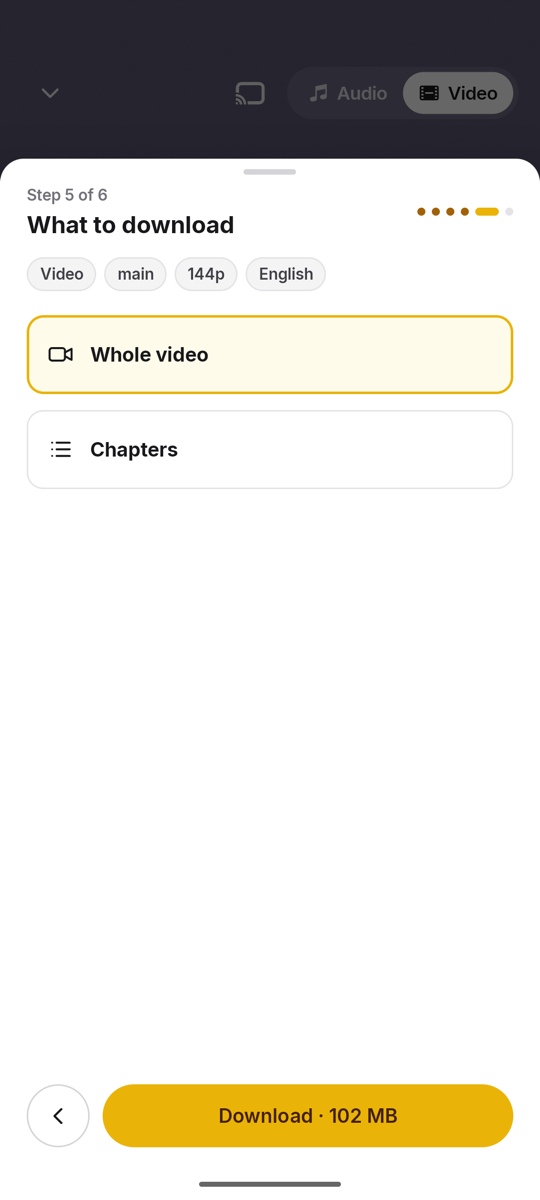 Audio
Video
Step 5 of 6
What to download
Video
main
144p
English
Whole video
Chapters
Download · 102 MB